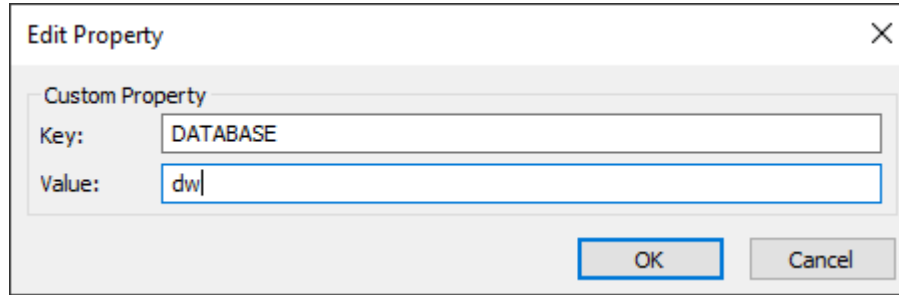 Edit Property
Custom Property
Key: DATABASE
Value: dw
OK Cancel